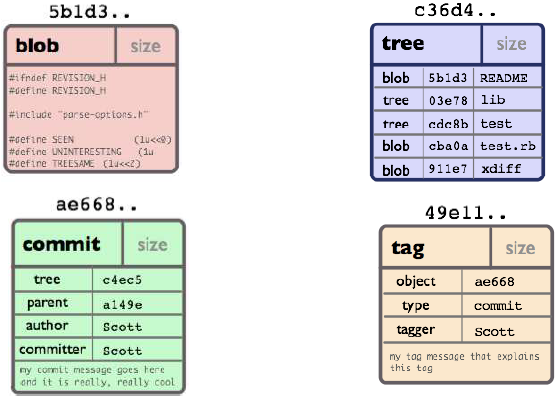 5b1d3..
blob size
#ifndef REVISION_H
#define REVISION_H
#include "parse-options.h"
#define SEEN (1u<<0)
#define UNINTERESTING (1u
#define TREESAME (1u<<2)
c36d4..
tree size
blob 5b1d3 README
tree 03e78 lib
tree cdc8b test
blob cba0a test.rb
blob 911e7 xdiff
ae668..
commit size
tree c4ec5
parent a149e
author Scott
committer Scott
my commit message goes here
and it is really, really cool
49e11..
tag size
object ae668
type commit
tagger Scott
my tag message that explains
this tag